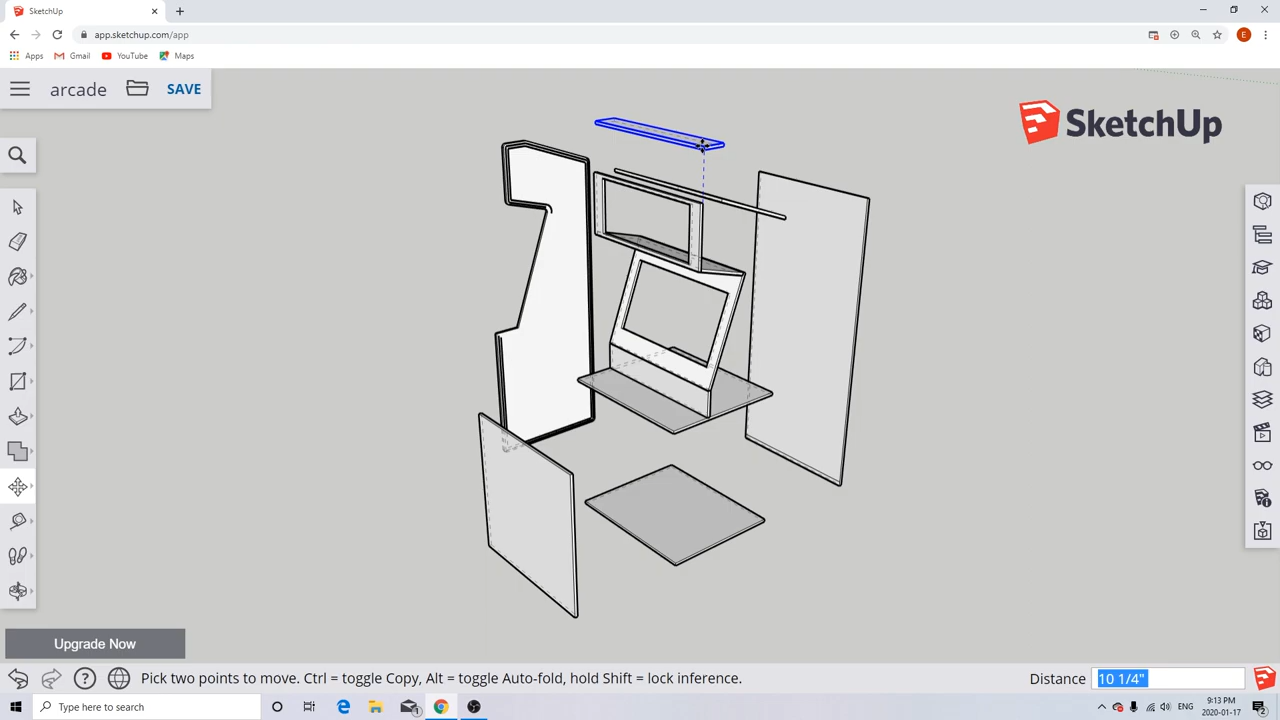 SketchUp
app.sketchup.com/app
E
Apps
Gmail
YouTube
Maps
arcade
SAVE
SketchUp
Upgrade Now
?
Pick two points to move. Ctrl = toggle Copy, Alt = toggle Auto-fold, hold Shift = lock inference.
Distance
10 1/4"
Type here to search
1
ENG
9:13 PM
2020-01-17
2